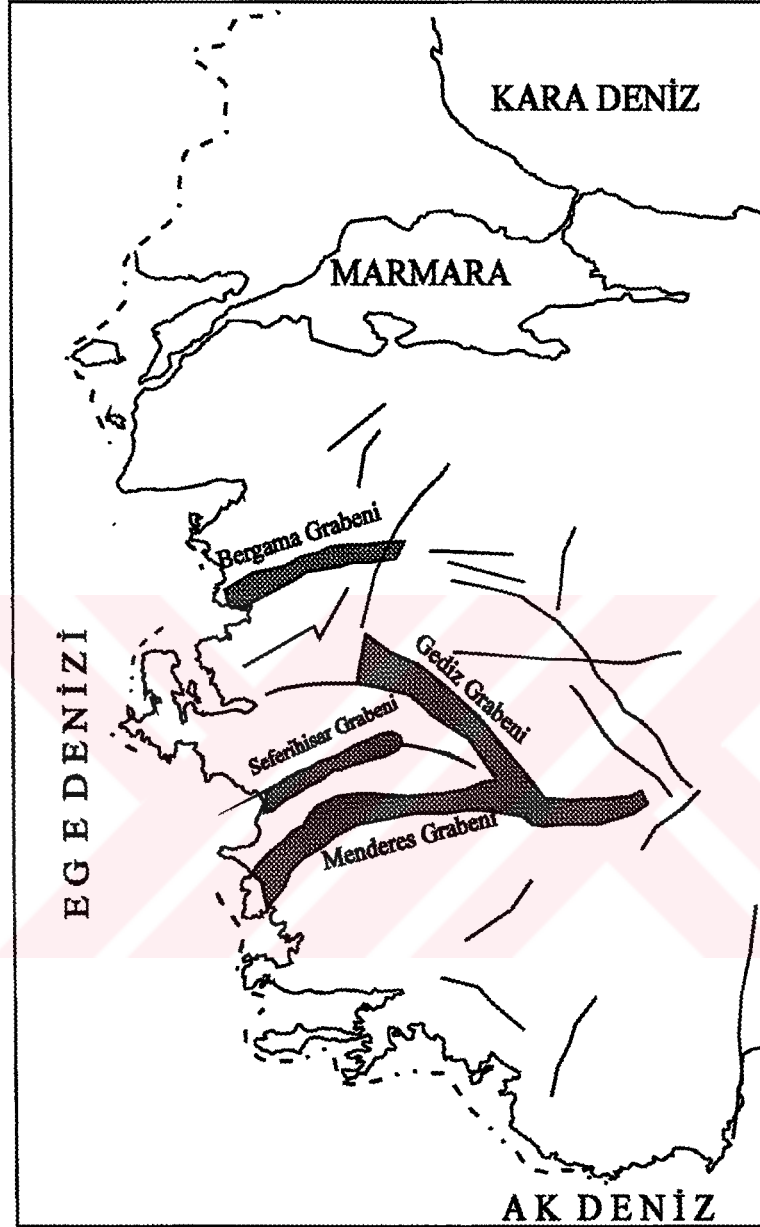 KARA DENİZ
MARMARA
Bergama Grabeni
Gediz Grabeni
Seferihisar Grabeni
Menderes Grabeni
EGE DENİZİ
AK DENİZ